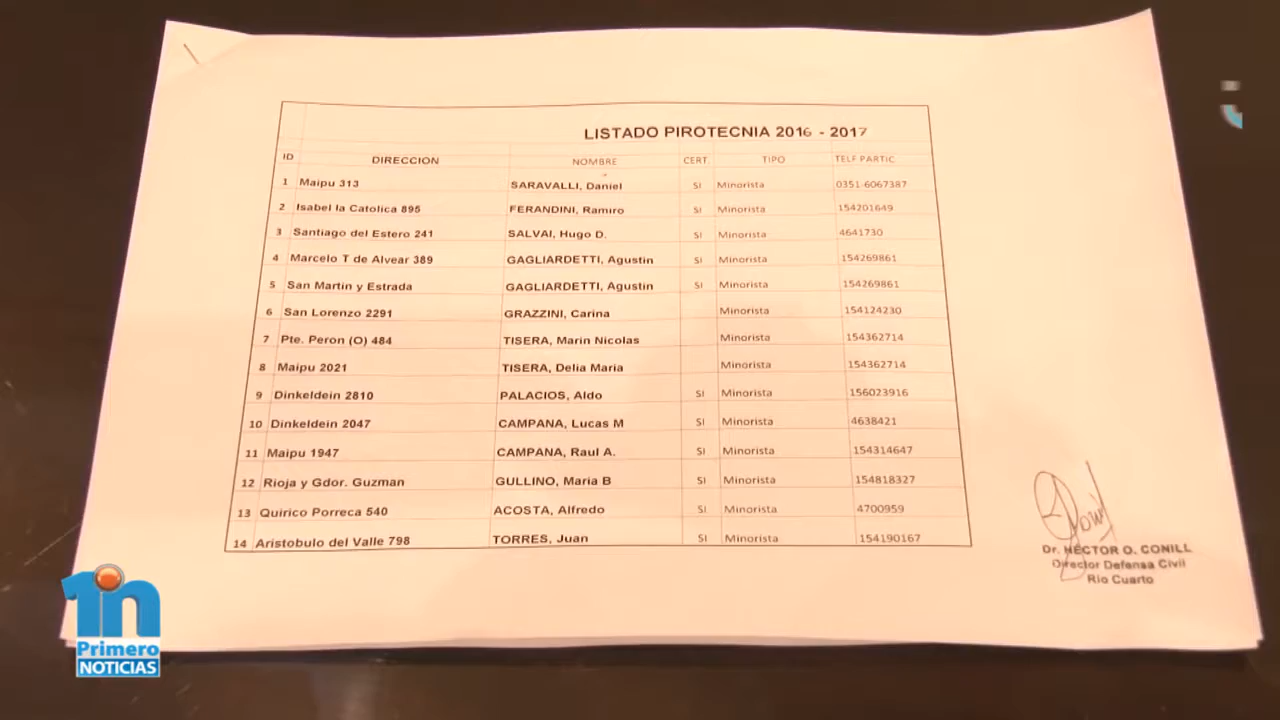 LISTADO PIROTECNIA 2016 - 2017
ID DIRECCION NOMBRE CERT. TIPO TELF PARTIC
1 Maipu 313 SARAVALLI, Daniel SI Minorista 0351-6067387
2 Isabel la Catolica 895 FERANDINI, Ramiro SI Minorista 154201649
3 Santiago del Estero 241 SALVAI, Hugo D. SI Minorista 4641730
4 Marcelo T de Alvear 389 GAGLIARDETTI, Agustin SI Minorista 154269861
5 San Martin y Estrada GAGLIARDETTI, Agustin SI Minorista 154269861
6 San Lorenzo 2291 GRAZZINI, Carina Minorista 154124230
7 Pte. Peron (O) 484 TISERA, Marin Nicolas Minorista 154362714
8 Maipu 2021 TISERA, Delia Maria Minorista 154362714
9 Dinkeldein 2810 PALACIOS, Aldo SI Minorista 156023916
10 Dinkeldein 2047 CAMPANA, Lucas M SI Minorista 4638421
11 Maipu 1947 CAMPANA, Raul A. SI Minorista 154314647
12 Rioja y Gdor. Guzman GULLINO, Maria B SI Minorista 154818327
13 Quirico Porreca 540 ACOSTA, Alfredo SI Minorista 4700959
14 Aristobulo del Valle 798 TORRES, Juan SI Minorista 154190167
Dr. HÉCTOR O. CONILL
Director Defensa Civil
Río Cuarto
1n
Primero
NOTICIAS